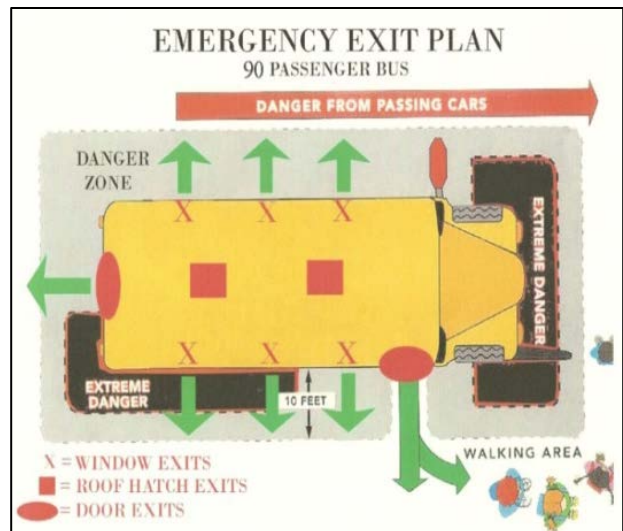 EMERGENCY EXIT PLAN
90 PASSENGER BUS
DANGER FROM PASSING CARS
DANGER
ZONE
X X X
EXTREME DANGER
X X X
EXTREME
DANGER
10 FEET
WALKING AREA
X = WINDOW EXITS
= ROOF HATCH EXITS
= DOOR EXITS